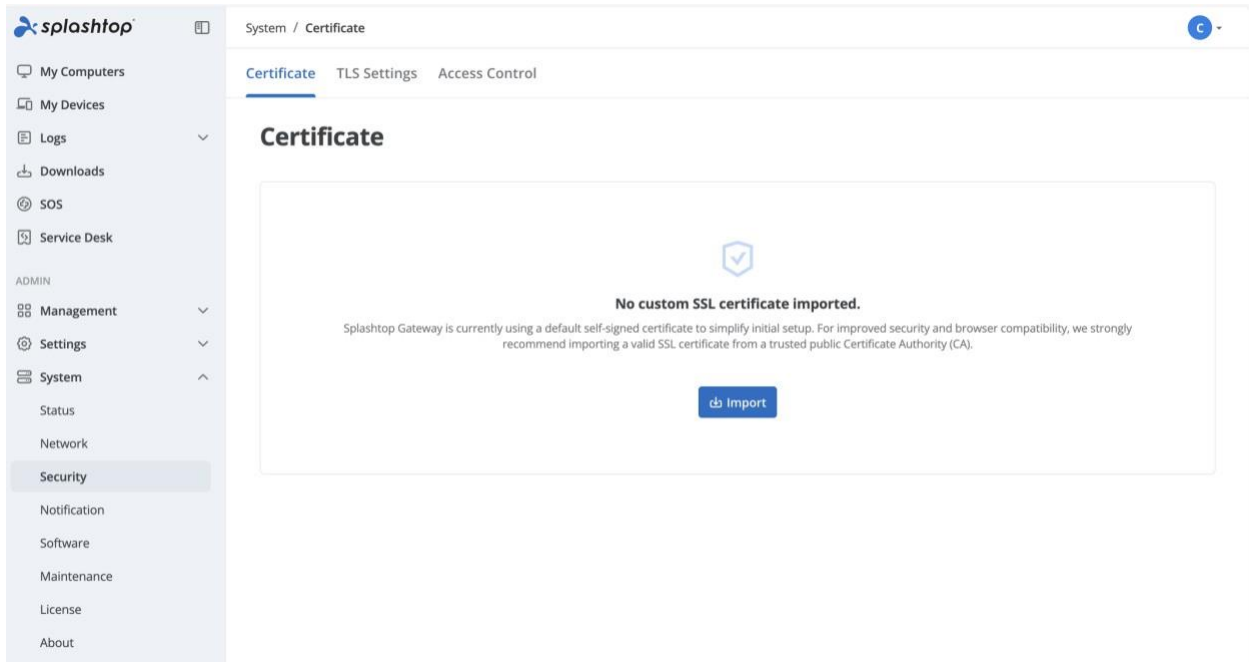 splashtop
System / Certificate
C
My Computers
My Devices
Logs
Downloads
SOS
Service Desk
ADMIN
Management
Settings
System
Status
Network
Security
Notification
Software
Maintenance
License
About
Certificate TLS Settings Access Control
Certificate
No custom SSL certificate imported.
Splashtop Gateway is currently using a default self-signed certificate to simplify initial setup. For improved security and browser compatibility, we strongly
recommend importing a valid SSL certificate from a trusted public Certificate Authority (CA).
Import